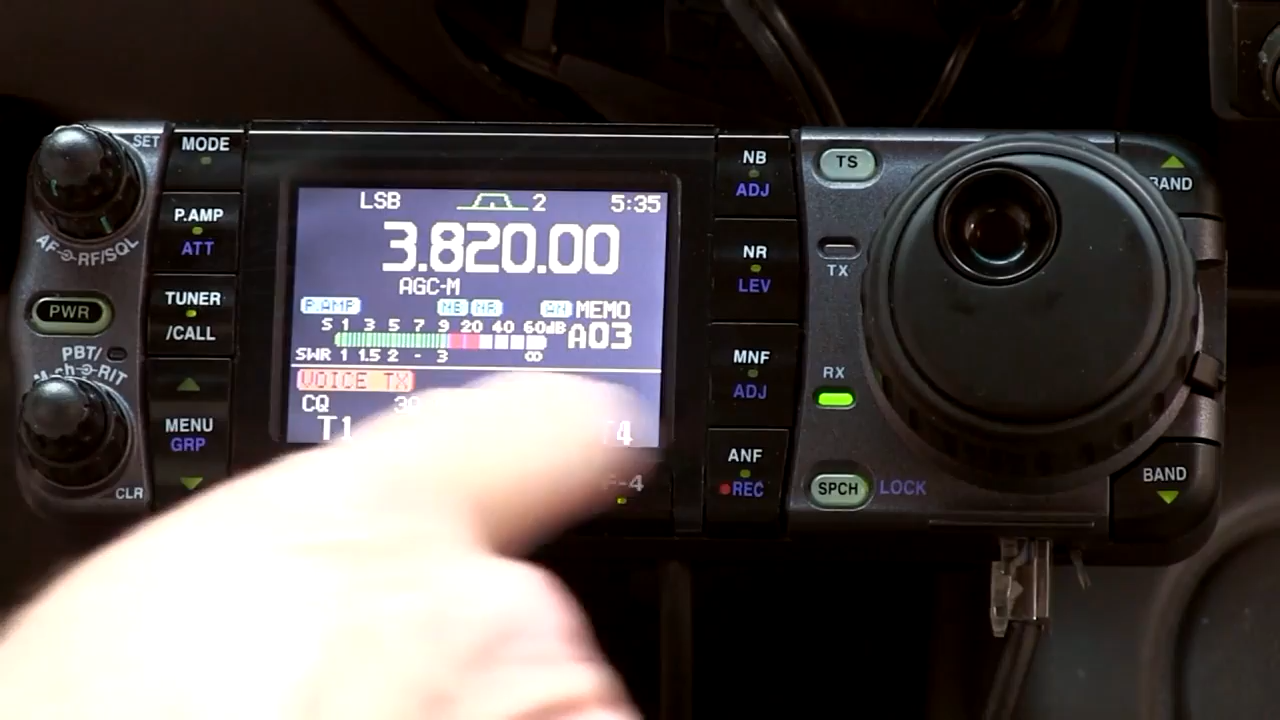 SET
MODE
P.AMP
ATT
AF RF/SQL
PWR
TUNER
/CALL
PBT/
M-ch RIT
MENU
GRP
CLR
LSB 2 5:35
3.820.00
AGC-M
P.AMP NB NR AN MEMO
S 1 3 5 7 9 20 40 60dB A03
SWR 1 1.5 2 - 3 ∞
VOICE TX
CQ
T1 T4
F-4
NB
ADJ
NR
LEV
MNF
ADJ
ANF
REC
TS
TX
RX
SPCH LOCK
BAND
BAND